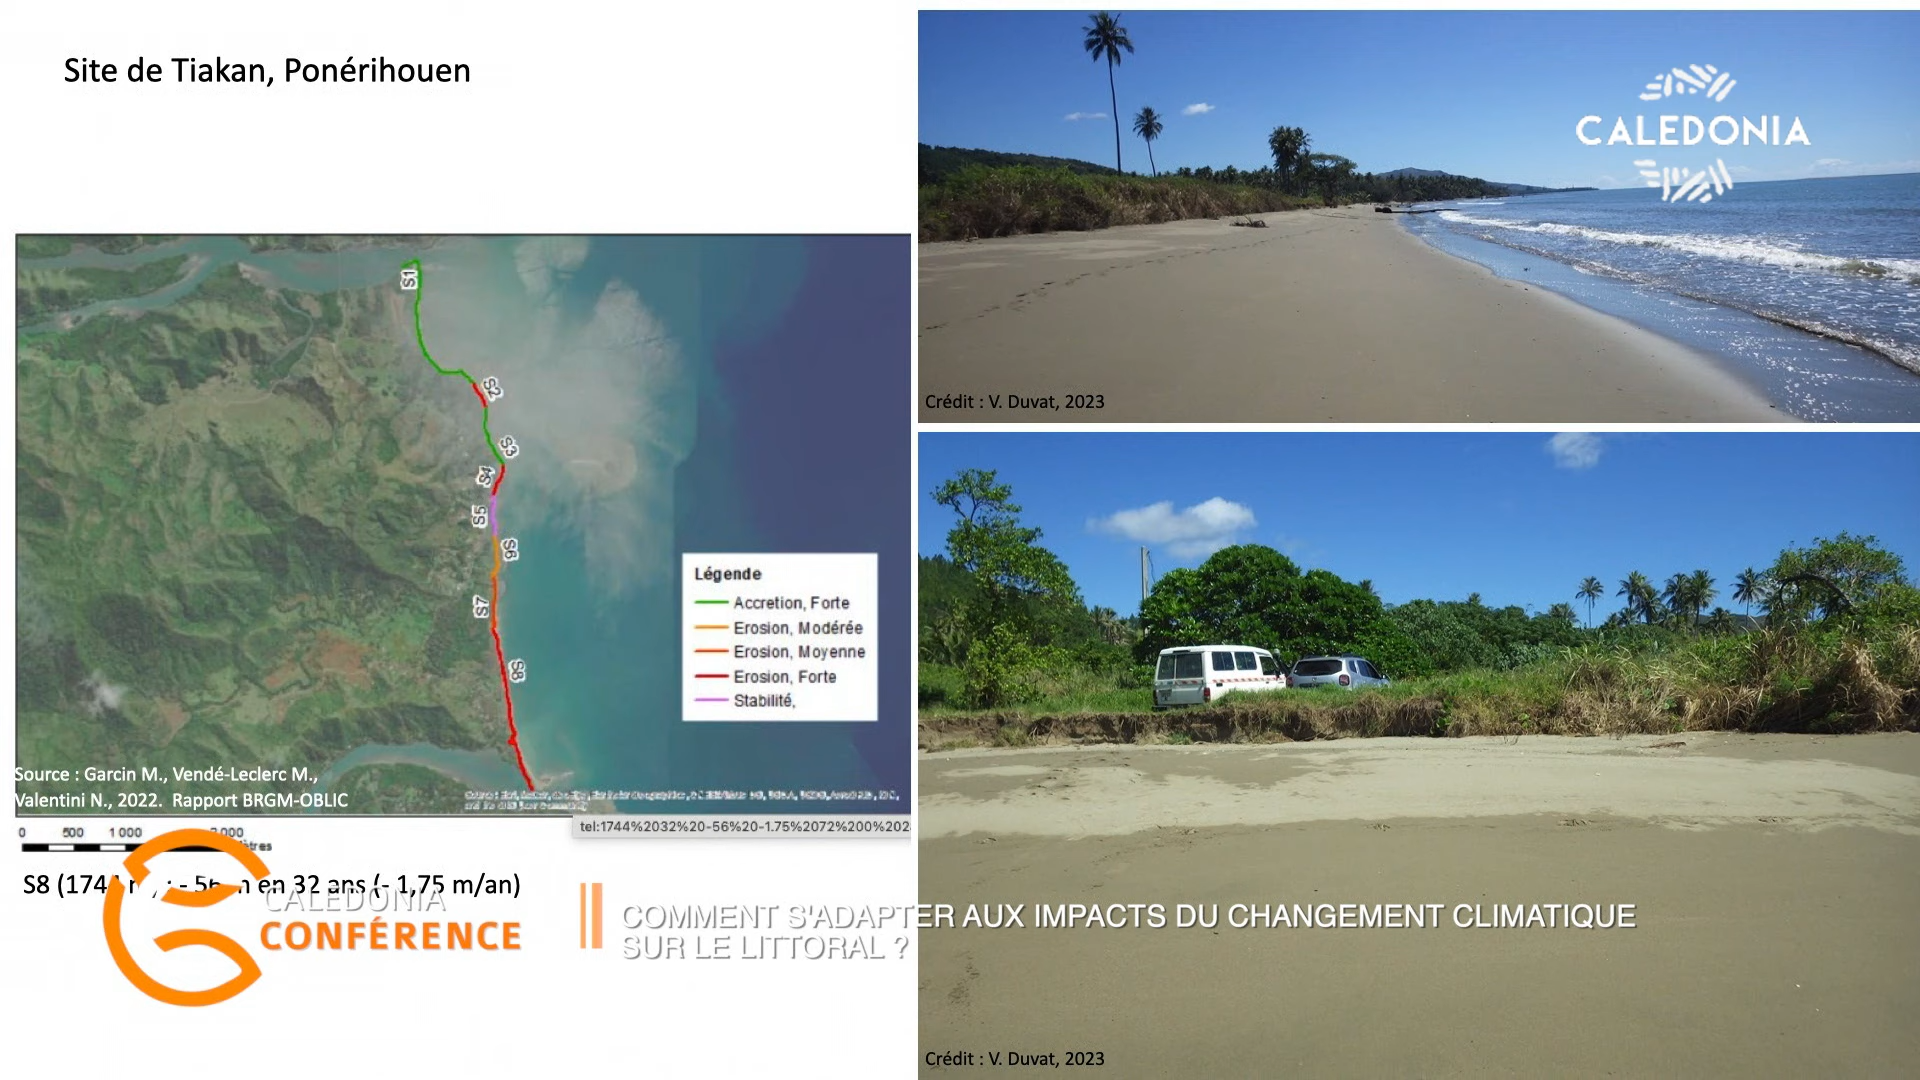 Site de Tiakan, Ponérihouen
CALEDONIA
S1
S2
S3
S4
S5
S6
S7
S8
Légende
Accretion, Forte
Erosion, Modérée
Erosion, Moyenne
Erosion, Forte
Stabilité,
Source : Garcin M., Vendé-Leclerc M.,
Valentini N., 2022. Rapport BRGM-OBLIC
0 500 1 000
tel:1744%2032%20-56%20-1.75%2072%200%202
S8 (174 - 56 en 32 ans (- 1,75 m/an)
CALEDONIA
CONFÉRENCE
COMMENT S'ADAPTER AUX IMPACTS DU CHANGEMENT CLIMATIQUE
SUR LE LITTORAL ?
Crédit : V. Duvat, 2023
Crédit : V. Duvat, 2023